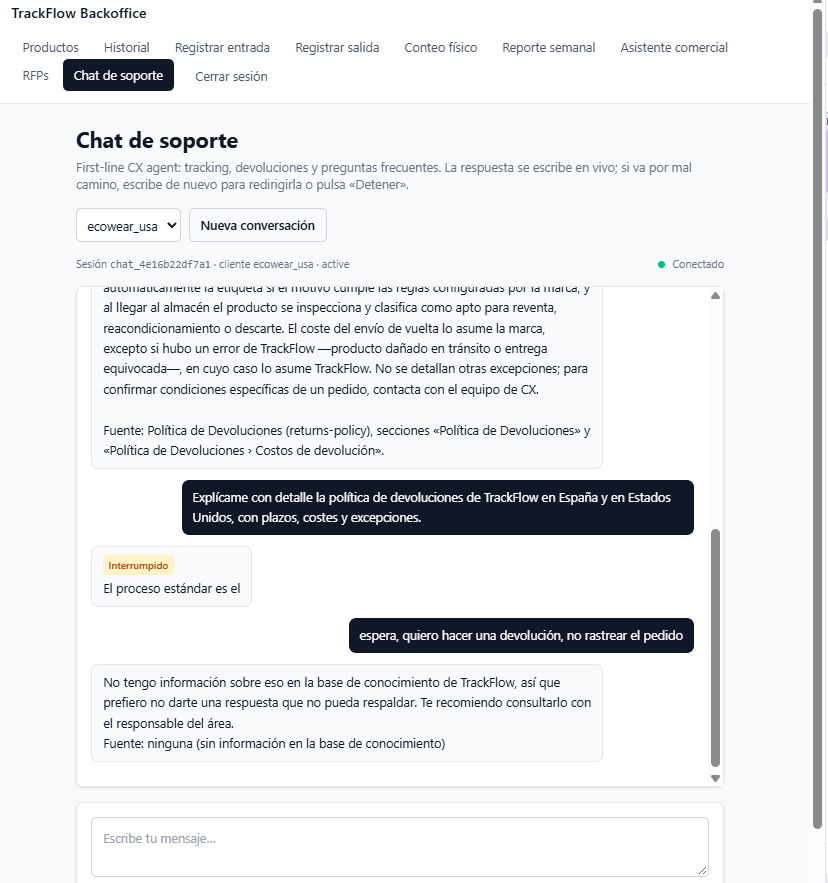 TrackFlow Backoffice
Productos Historial Registrar entrada Registrar salida Conteo físico Reporte semanal Asistente comercial
RFPs Chat de soporte Cerrar sesión
Chat de soporte
First-line CX agent: tracking, devoluciones y preguntas frecuentes. La respuesta se escribe en vivo; si va por mal
camino, escribe de nuevo para redirigirla o pulsa «Detener».
ecowear_usa Nueva conversación
Sesión chat_4e16b22df7a1 · cliente ecowear_usa · active Conectado
automáticamente la etiqueta si el motivo cumple las reglas configuradas por la marca, y
al llegar al almacén el producto se inspecciona y clasifica como apto para reventa,
reacondicionamiento o descarte. El coste del envío de vuelta lo asume la marca,
excepto si hubo un error de TrackFlow —producto dañado en tránsito o entrega
equivocada—, en cuyo caso lo asume TrackFlow. No se detallan otras excepciones; para
confirmar condiciones específicas de un pedido, contacta con el equipo de CX.
Fuente: Política de Devoluciones (returns-policy), secciones «Política de Devoluciones» y
«Política de Devoluciones › Costos de devolución».
Explícame con detalle la política de devoluciones de TrackFlow en España y en Estados
Unidos, con plazos, costes y excepciones.
Interrumpido
El proceso estándar es el
espera, quiero hacer una devolución, no rastrear el pedido
No tengo información sobre eso en la base de conocimiento de TrackFlow, así que
prefiero no darte una respuesta que no pueda respaldar. Te recomiendo consultarlo con
el responsable del área.
Fuente: ninguna (sin información en la base de conocimiento)
Escribe tu mensaje...